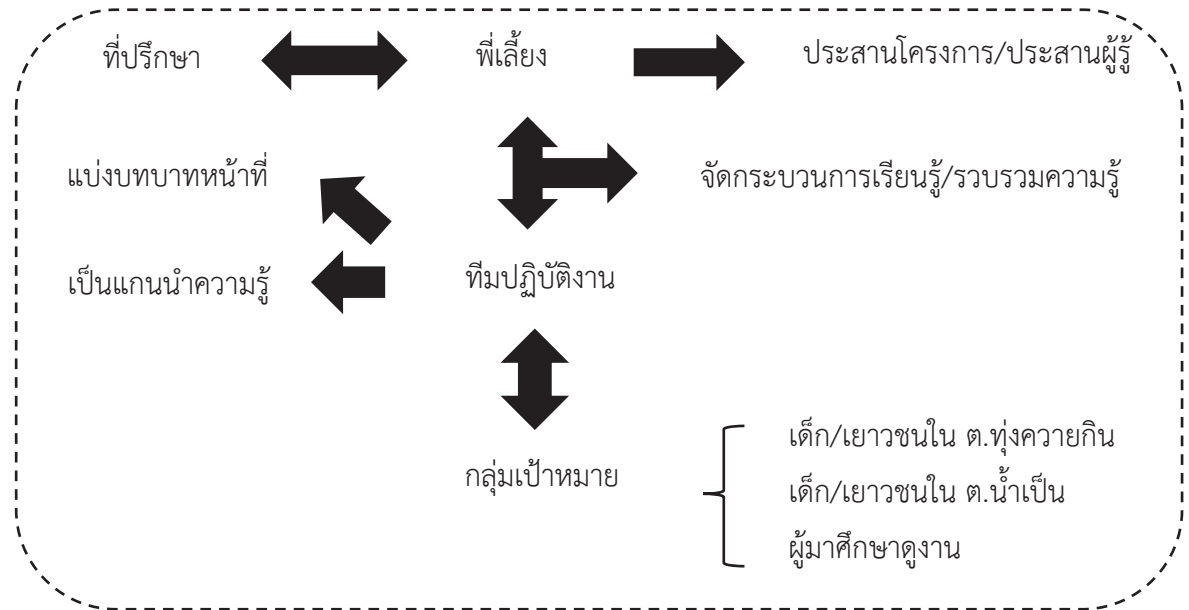 ที่ปรึกษา
พี่เลี้ยง
ประสานโครงการ/ประสานผู้รู้
แบ่งบทบาทหน้าที่
จัดกระบวนการเรียนรู้/รวบรวมความรู้
เป็นแกนนำความรู้
ทีมปฏิบัติงาน
เด็ก/เยาวชนใน ต.ทุ่งควายกิน
กลุ่มเป้าหมาย
เด็ก/เยาวชนใน ต.น้ำเป็น
ผู้มาศึกษาดูงาน